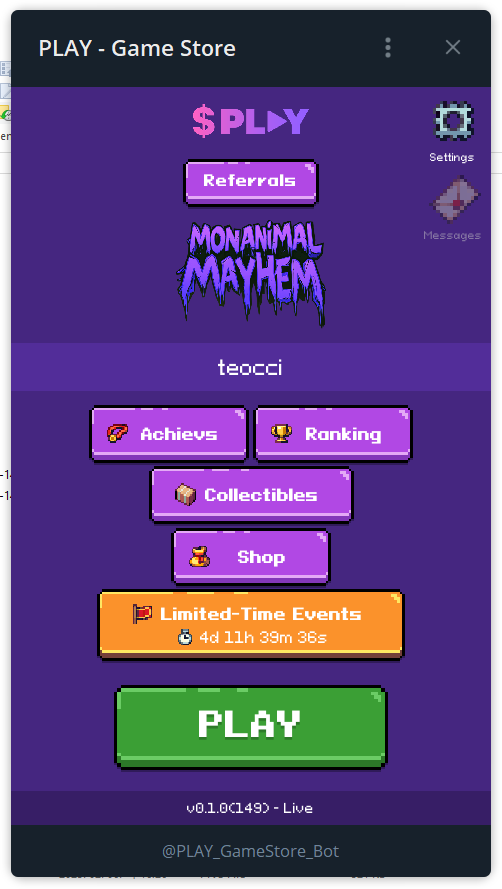 PLAY - Game Store
$PLAY
Settings
Referrals
Messages
MONANIMAL
MAYHEM
teocci
Achievs
Ranking
Collectibles
Shop
Limited-Time Events
4d 11h 39m 36s
PLAY
v0.1.0(149) - Live
@PLAY_GameStore_Bot